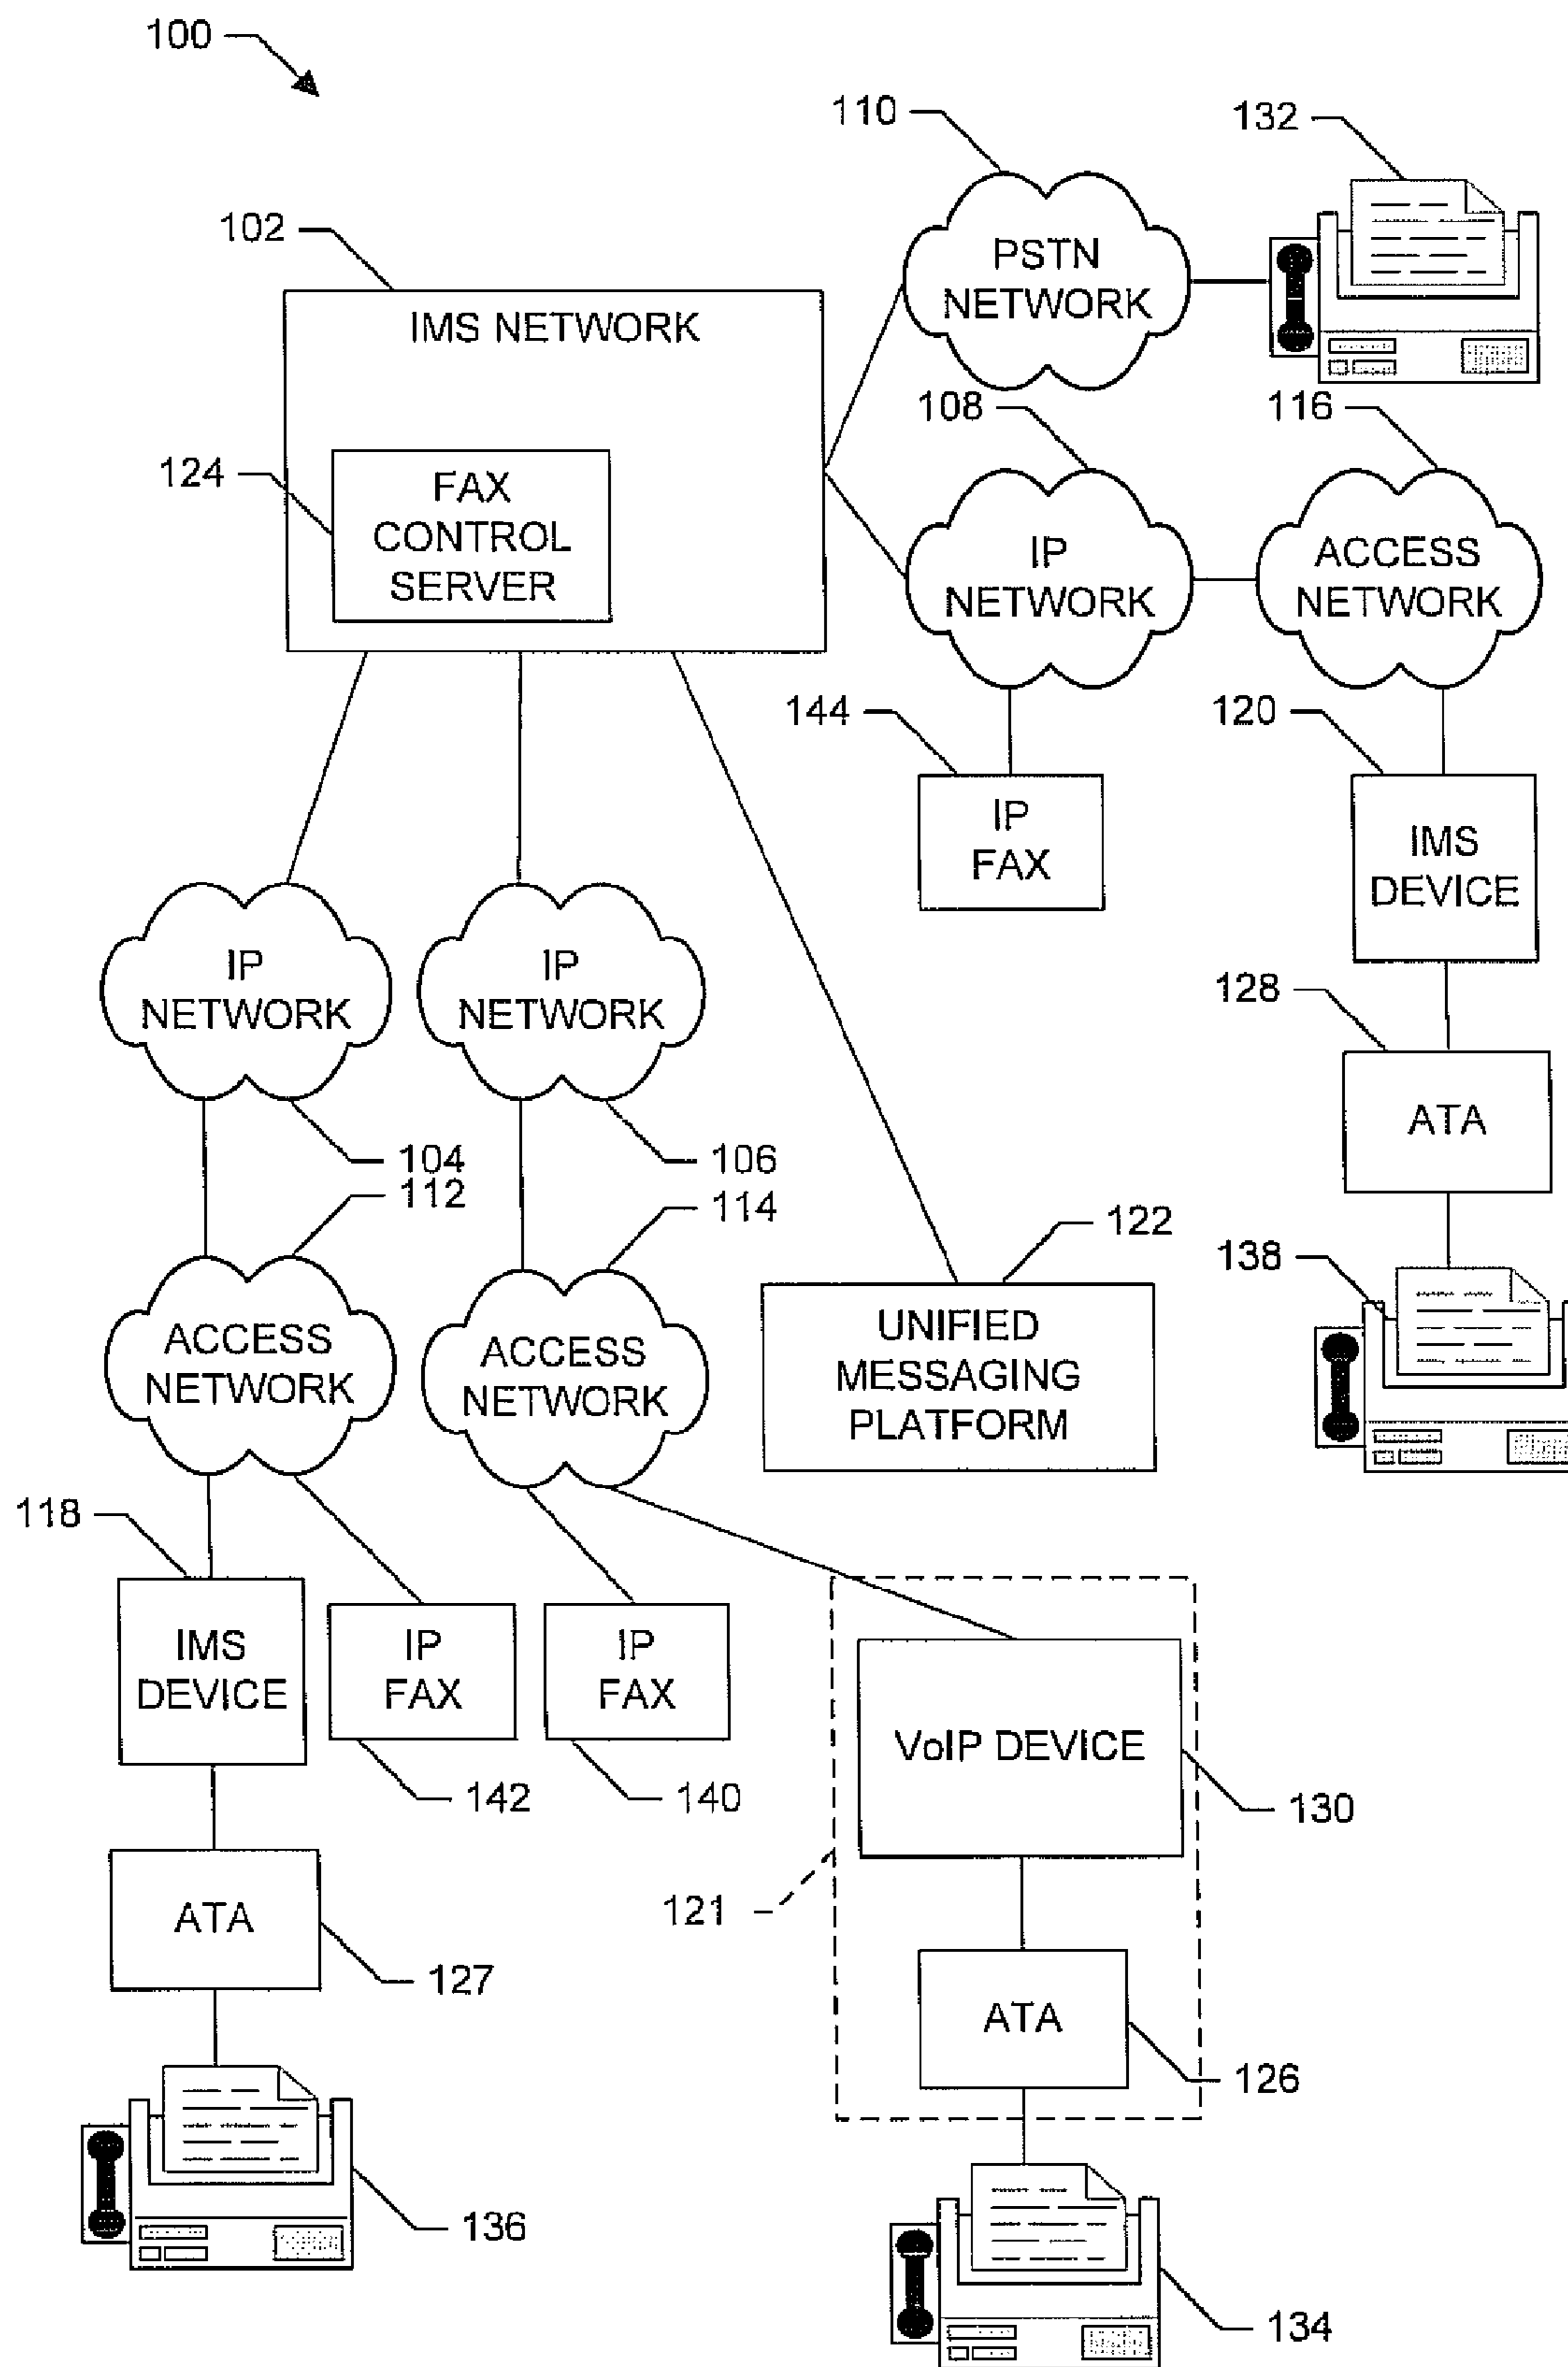 100
110
132
102
PSTN
NETWORK
IMS NETWORK
108
116
124
FAX
CONTROL
SERVER
IP
NETWORK
ACCESS
NETWORK
144
120
IP
FAX
IMS
DEVICE
IP
NETWORK
IP
NETWORK
128
ATA
104
106
112
114
122
138
ACCESS
NETWORK
ACCESS
NETWORK
UNIFIED
MESSAGING
PLATFORM
118
IMS
DEVICE
IP
FAX
IP
FAX
VoIP DEVICE
142
140
130
121
ATA
127
ATA
126
136
134